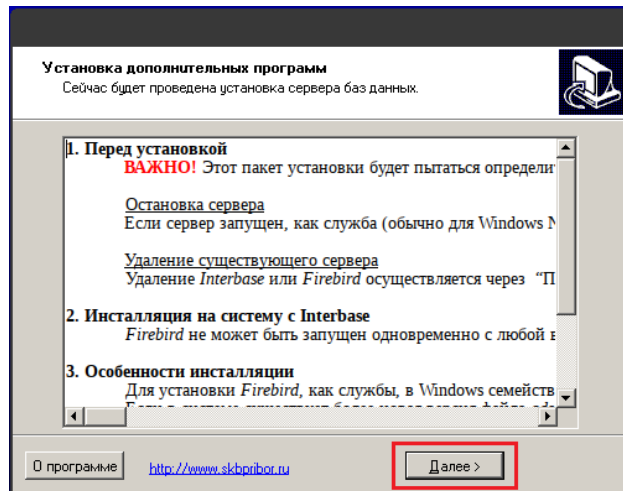 Установка дополнительных программ
Сейчас будет проведена установка сервера баз данных.
1. Перед установкой
ВАЖНО! Этот пакет установки будет пытаться
Остановка сервера
Если сервер запущен, как служба (обычно для Windows
Удаление существующего сервера
Удаление Interbase или Firebird осуществляется через
2. Инсталляция на систему с Interbase
Firebird не может быть запущен одновременно с любой
3. Особенности инсталляции
Для установки Firebird, как службы, в Windows
О программе
http://www.skbpribor.ru
Далее >